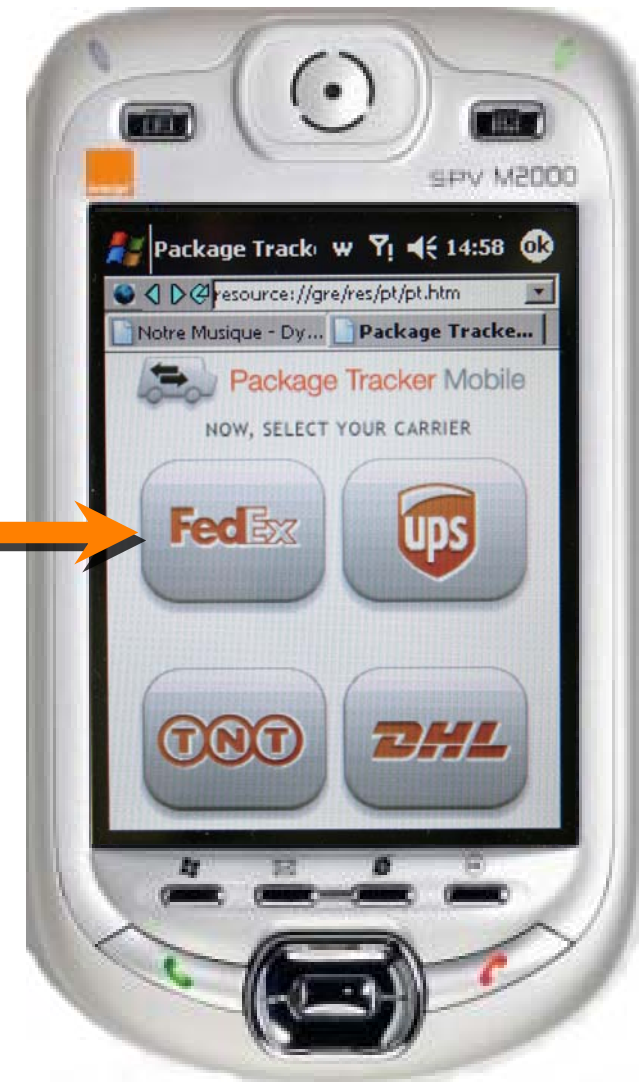 orange
SPV M2000
Package Track W 14:58 ok
resource://gre/res/pt/pt.htm
Notre Musique - Dy... Package Tracke...
Package Tracker Mobile
NOW, SELECT YOUR CARRIER
FedEx ups
TNT DHL